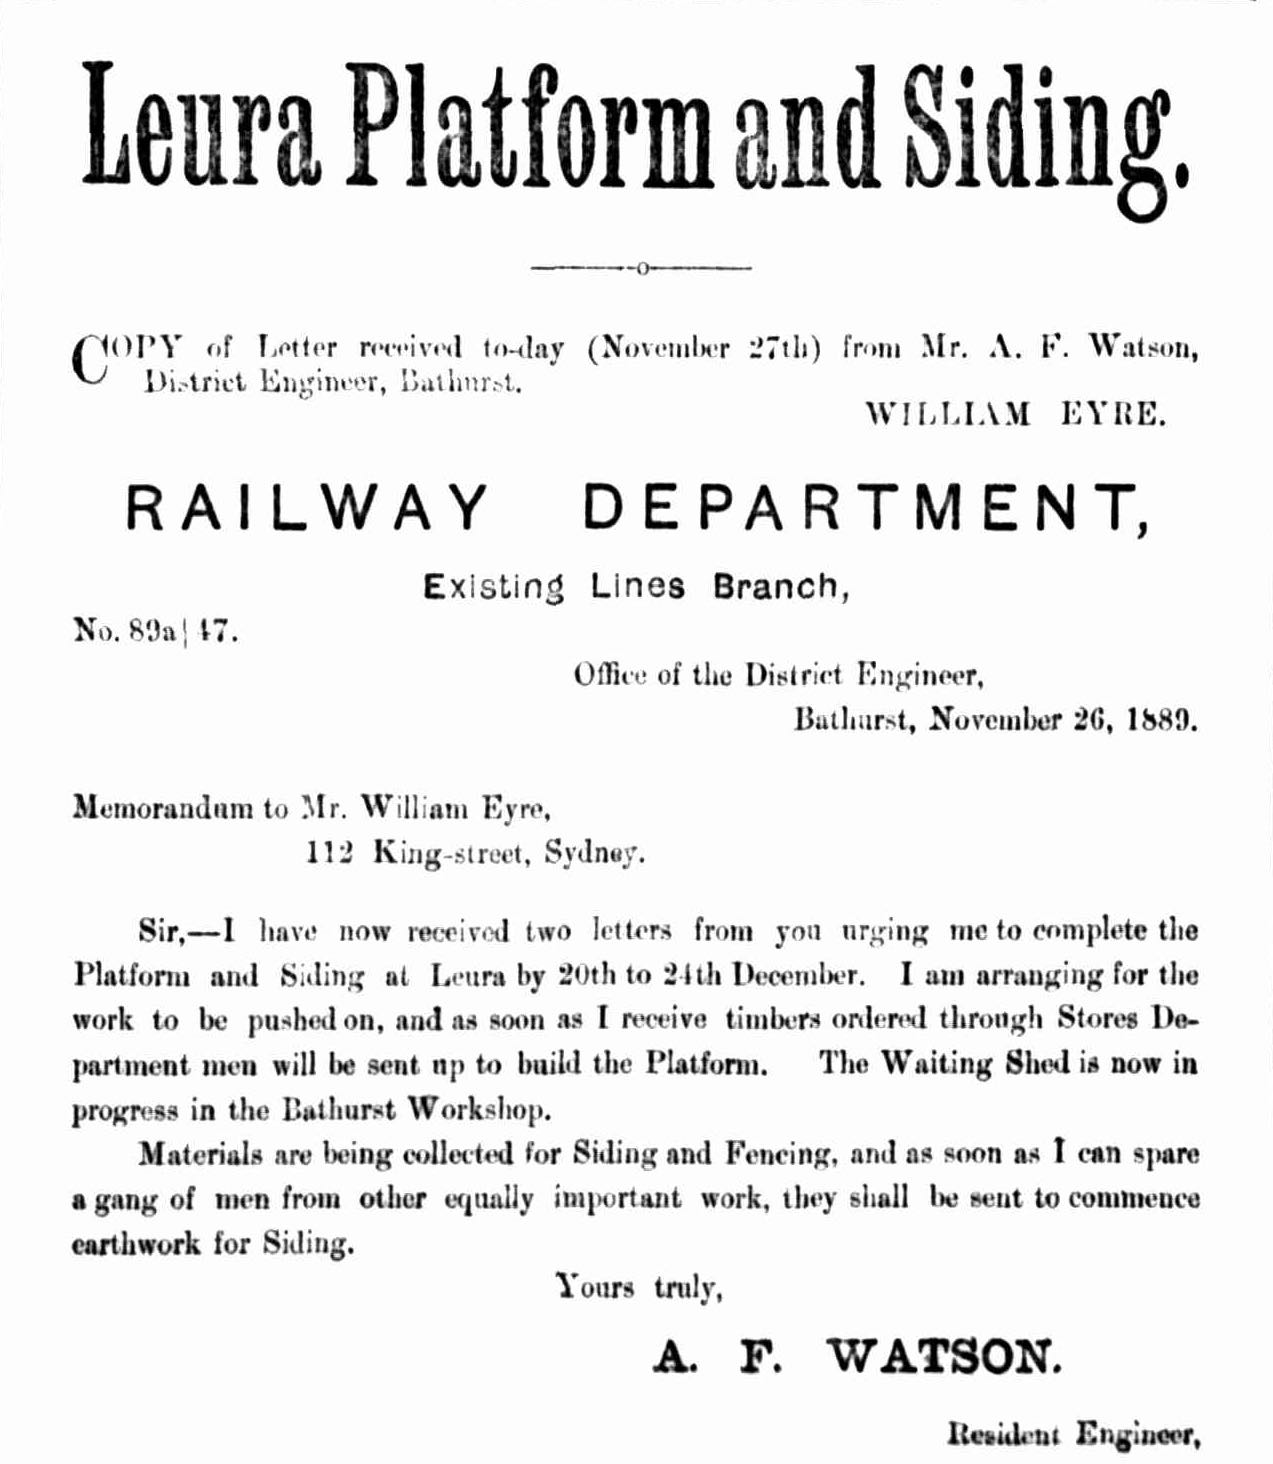 Leura Platform and Siding.
COPY of Letter received to-day (November 27th) from Mr. A. F. Watson,
District Engineer, Bathurst.
WILLIAM EYRE.
RAILWAY DEPARTMENT,
Existing Lines Branch,
No. 89a| 47.
Office of the District Engineer,
Bathurst, November 26, 1889.
Memorandum to Mr. William Eyre,
112 King-street, Sydney.
Sir,—I have now received two letters from you urging me to complete the
Platform and Siding at Leura by 20th to 24th December. I am arranging for the
work to be pushed on, and as soon as I receive timbers ordered through Stores De-
partment men will be sent up to build the Platform. The Waiting Shed is now in
progress in the Bathurst Workshop.
Materials are being collected for Siding and Fencing, and as soon as I can spare
a gang of men from other equally important work, they shall be sent to commence
earthwork for Siding.
Yours truly,
A. F. WATSON.
Resident Engineer,